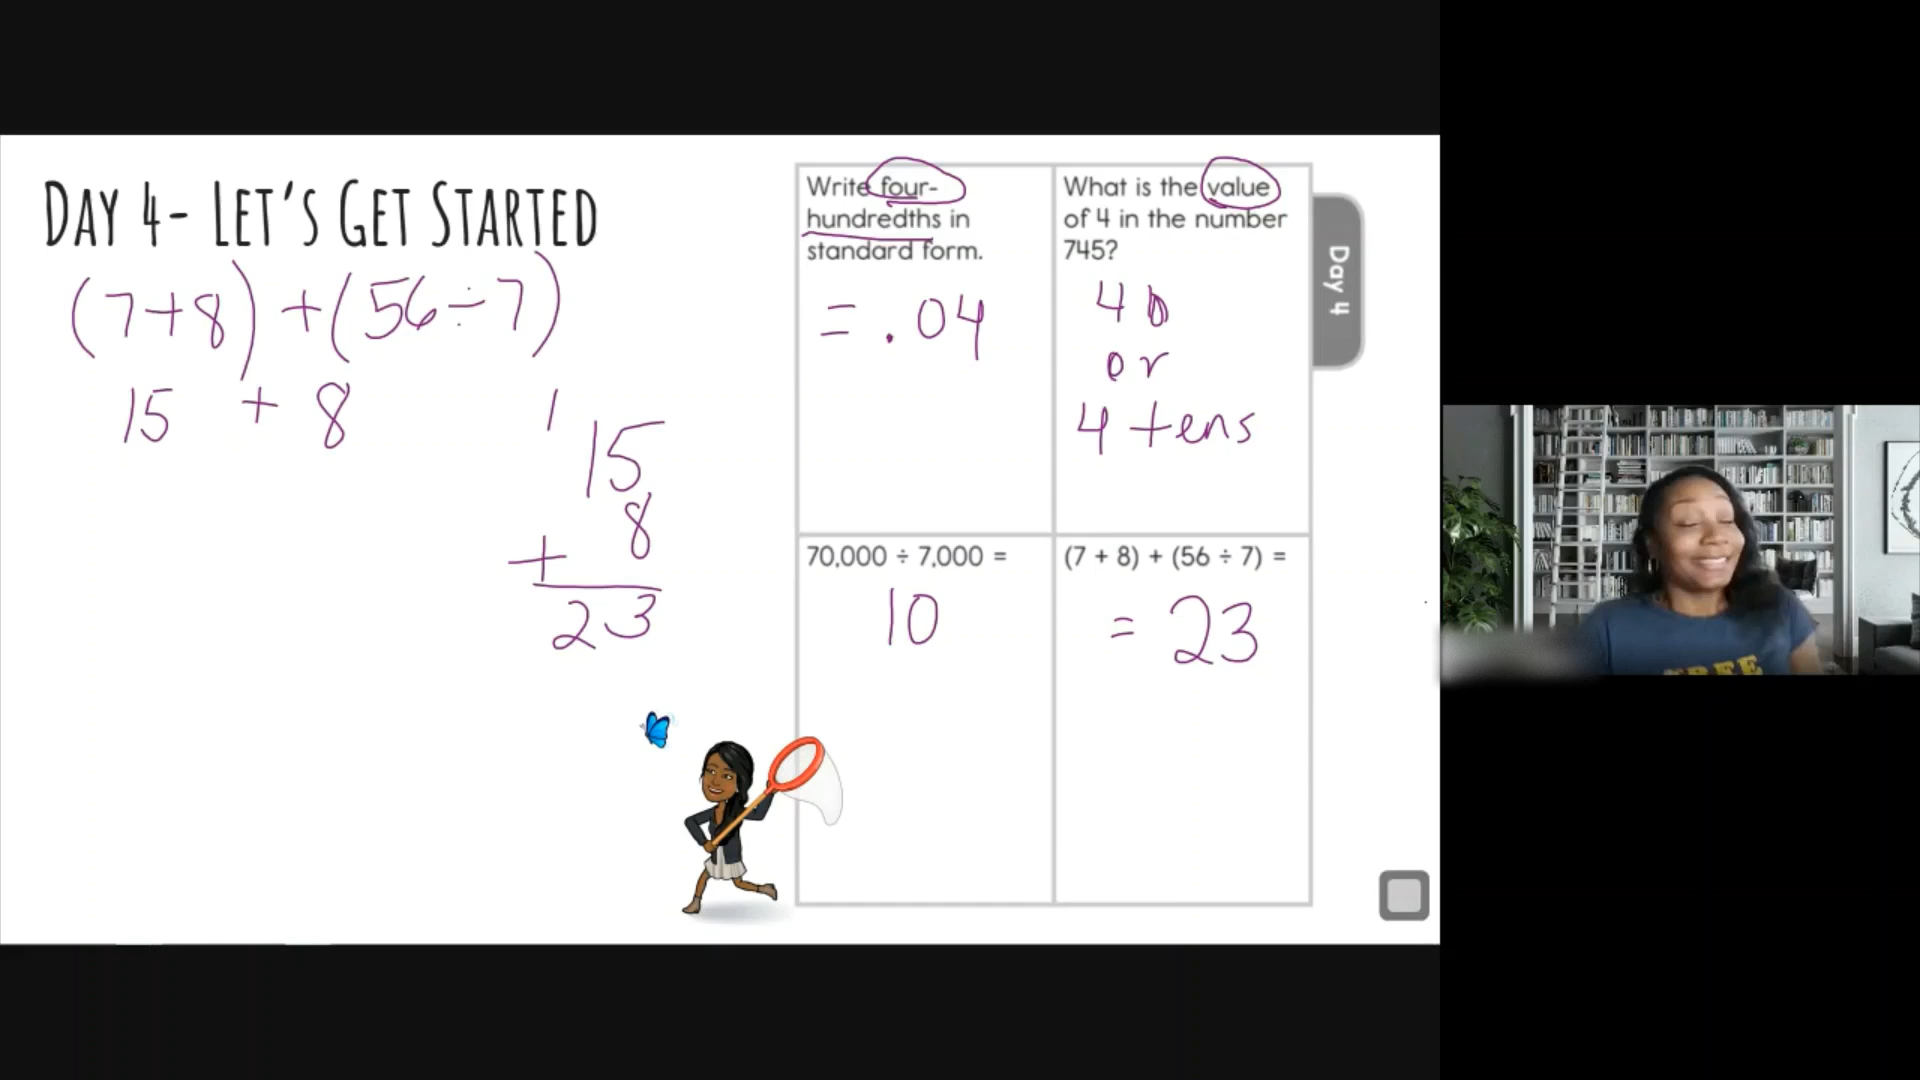 DAY 4- LET'S GET STARTED
(7+8) + (56÷7)
15 + 8
1
15
8
+
23
Write four-
hundredths in
standard form.
= .04
What is the value
of 4 in the number
745?
40
or
4 tens
Day 4
70,000 ÷ 7,000 =
10
(7 + 8) + (56 ÷ 7) =
= 23